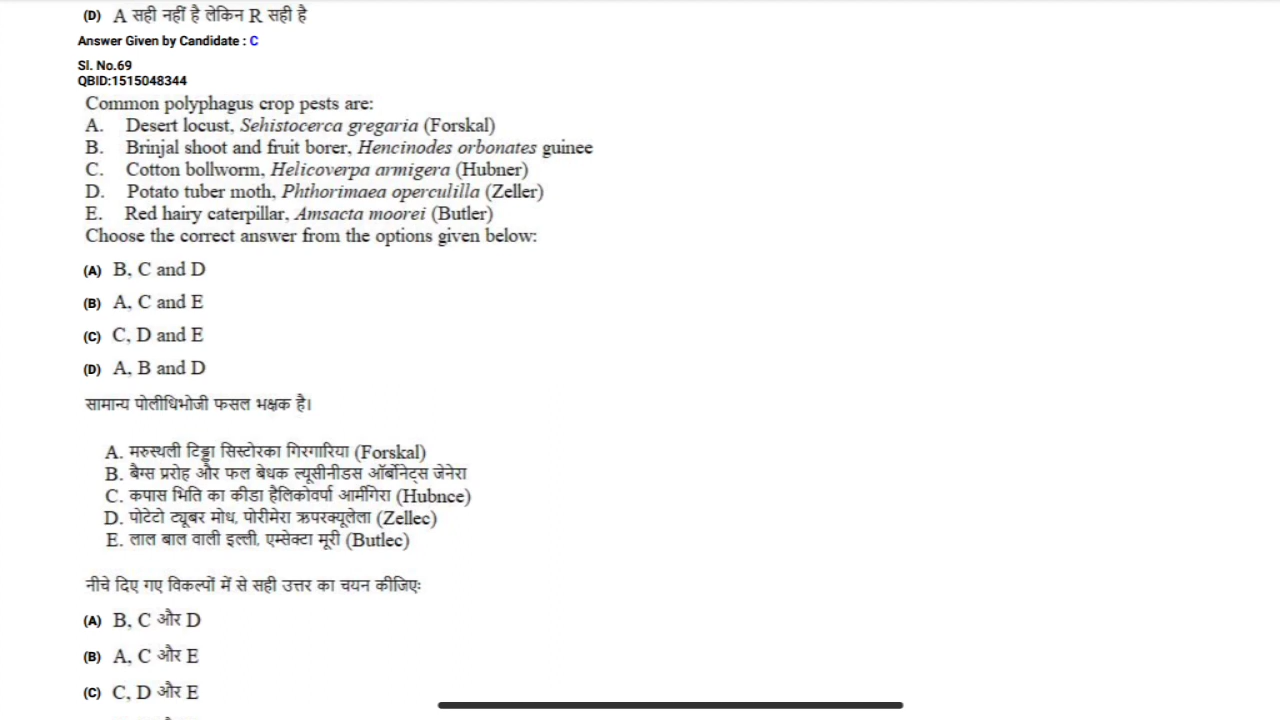 (D) A सही नहीं है लेकिन R सही है
Answer Given by Candidate : C
Sl. No.69
QBID:1515048344
Common polyphagus crop pests are:
A. Desert locust, Sehistocerca gregaria (Forskal)
B. Brinjal shoot and fruit borer, Hencinodes orbonates guinee
C. Cotton bollworm, Helicoverpa armigera (Hubner)
D. Potato tuber moth, Phthorimaea operculilla (Zeller)
E. Red hairy caterpillar, Amsacta moorei (Butler)
Choose the correct answer from the options given below:
(A) B, C and D
(B) A, C and E
(C) C, D and E
(D) A, B and D
सामान्य पोलीधिभोजी फसल भक्षक है।
A. मरुस्थली टिड्डा सिस्टोरका गिरगारिया (Forskal)
B. बैग्स प्ररोह और फल बेधक ल्यूसीनीडस ऑर्बोनेट्स जेनेरा
C. कपास भिति का कीडा हैलिकोवर्पा आर्मीगेरा (Hubnce)
D. पोटेटो ट्यूबर मोध, पोरीमेरा ऋपरक्यूलेला (Zellec)
E. लाल बाल वाली इल्ली, एम्सेक्टा मूरी (Butlec)
नीचे दिए गए विकल्पों में से सही उत्तर का चयन कीजिएः
(A) B, C और D
(B) A, C और E
(C) C, D और E